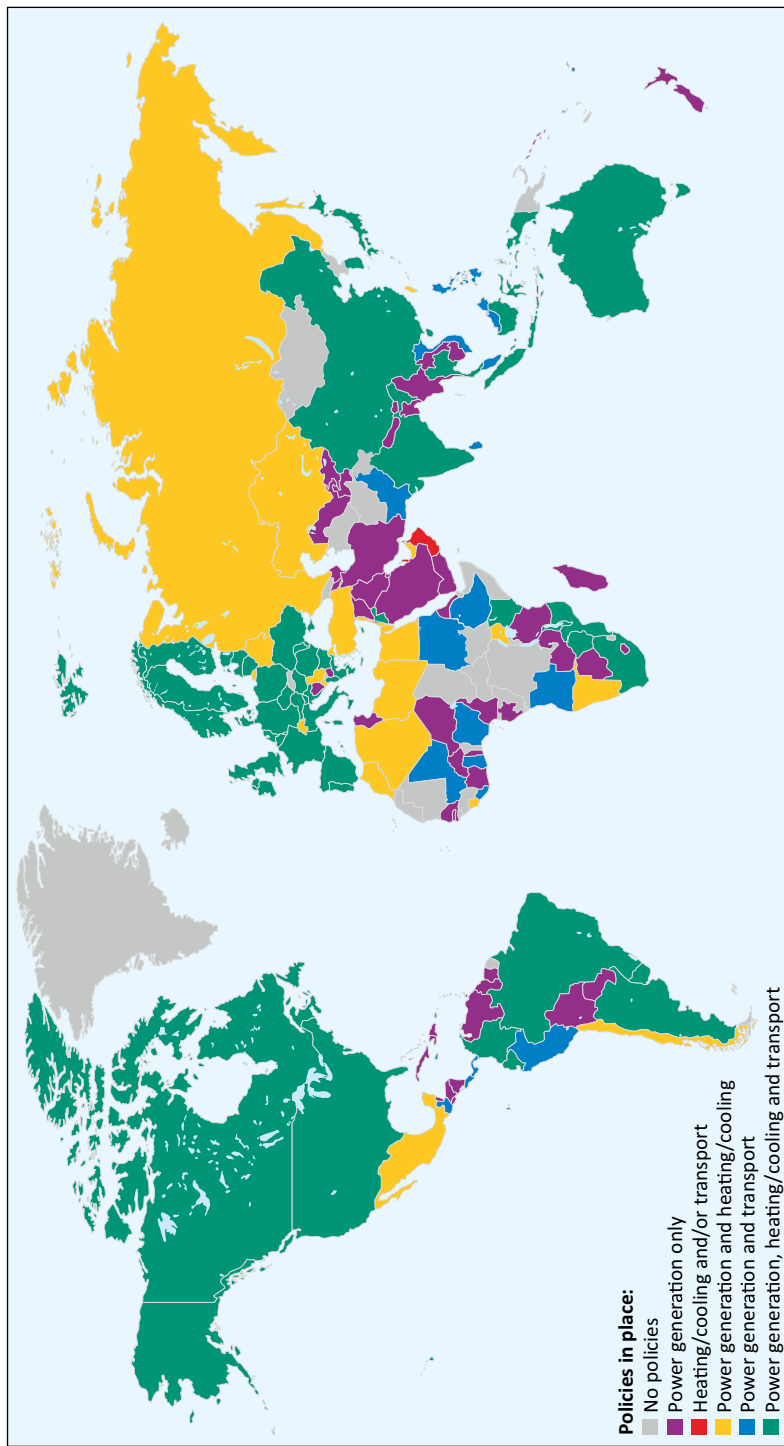 Policies in place:
No policies
Power generation only
Heating/cooling and/or transport
Power generation and heating/cooling
Power generation and transport
Power generation, heating/cooling and transport